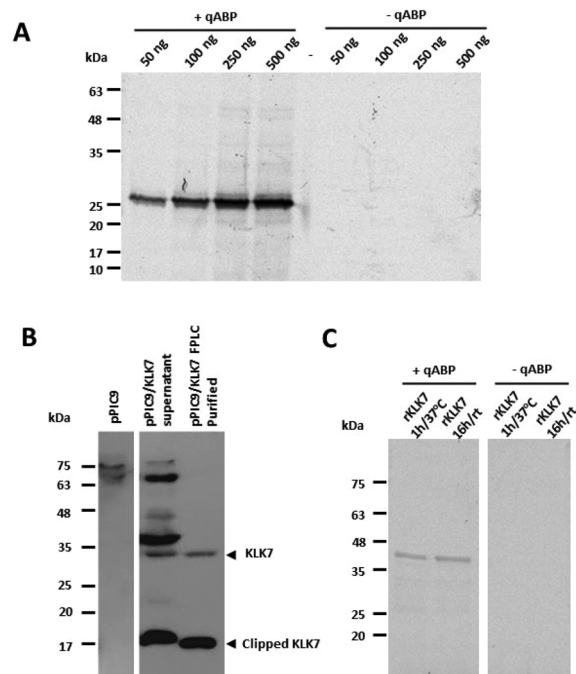 A
+ qABP
- qABP
kDa
50 ng
100 ng
250 ng
500 ng
-
50 ng
100 ng
250 ng
500 ng
63
48
35
25
20
17
10
B
kDa
pPIC9
pPIC9/KLK7 supernatant
pPIC9/KLK7 FPLC Purified
75
63
48
35
25
20
17
KLK7
Clipped KLK7
C
+ qABP
- qABP
kDa
rKLK7 1h/37ºC
rKLK7 16h/rt
rKLK7 1h/37ºC
rKLK7 16h/rt
75
63
48
35
25
20